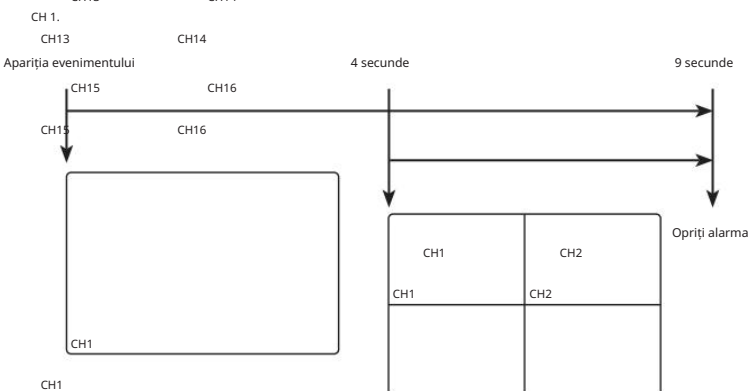 CH 1.
CH13 CH14
Apariția evenimentului 4 secunde 9 secunde
CH15 CH16
CH15 CH16
Opriți alarma
CH1 CH2
CH1 CH2
CH1
CH1